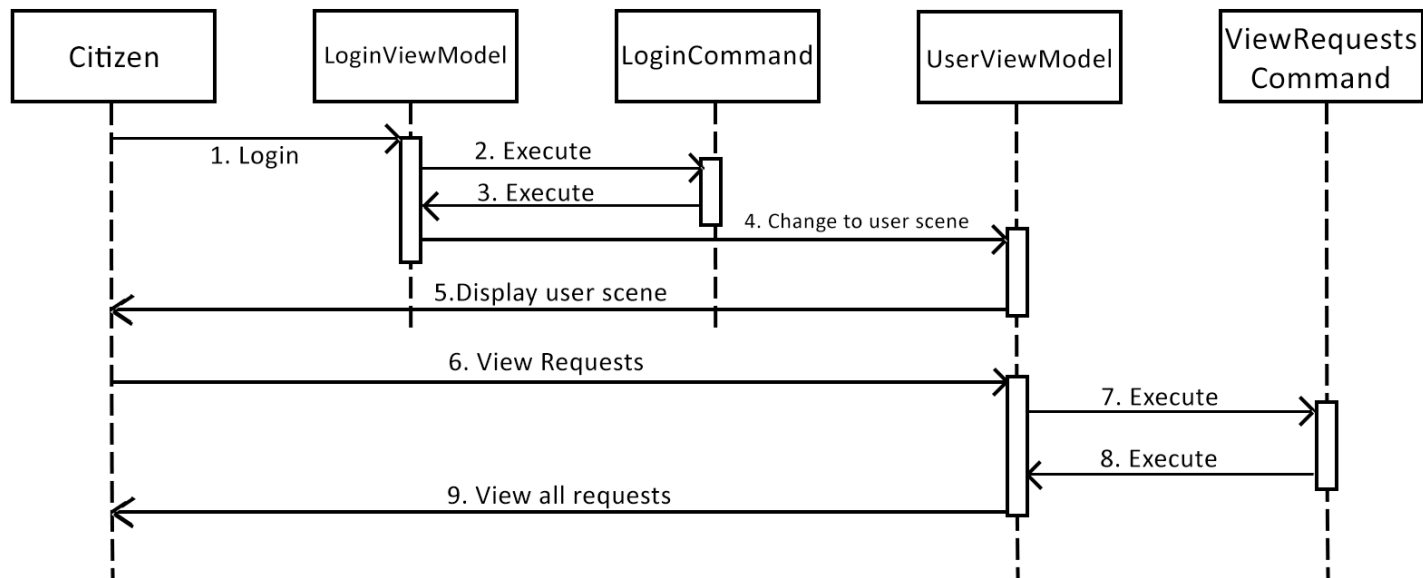 Citizen
LoginViewModel
LoginCommand
UserViewModel
ViewRequests
Command
1. Login
2. Execute
3. Execute
4. Change to user scene
5.Display user scene
6. View Requests
7. Execute
8. Execute
9. View all requests